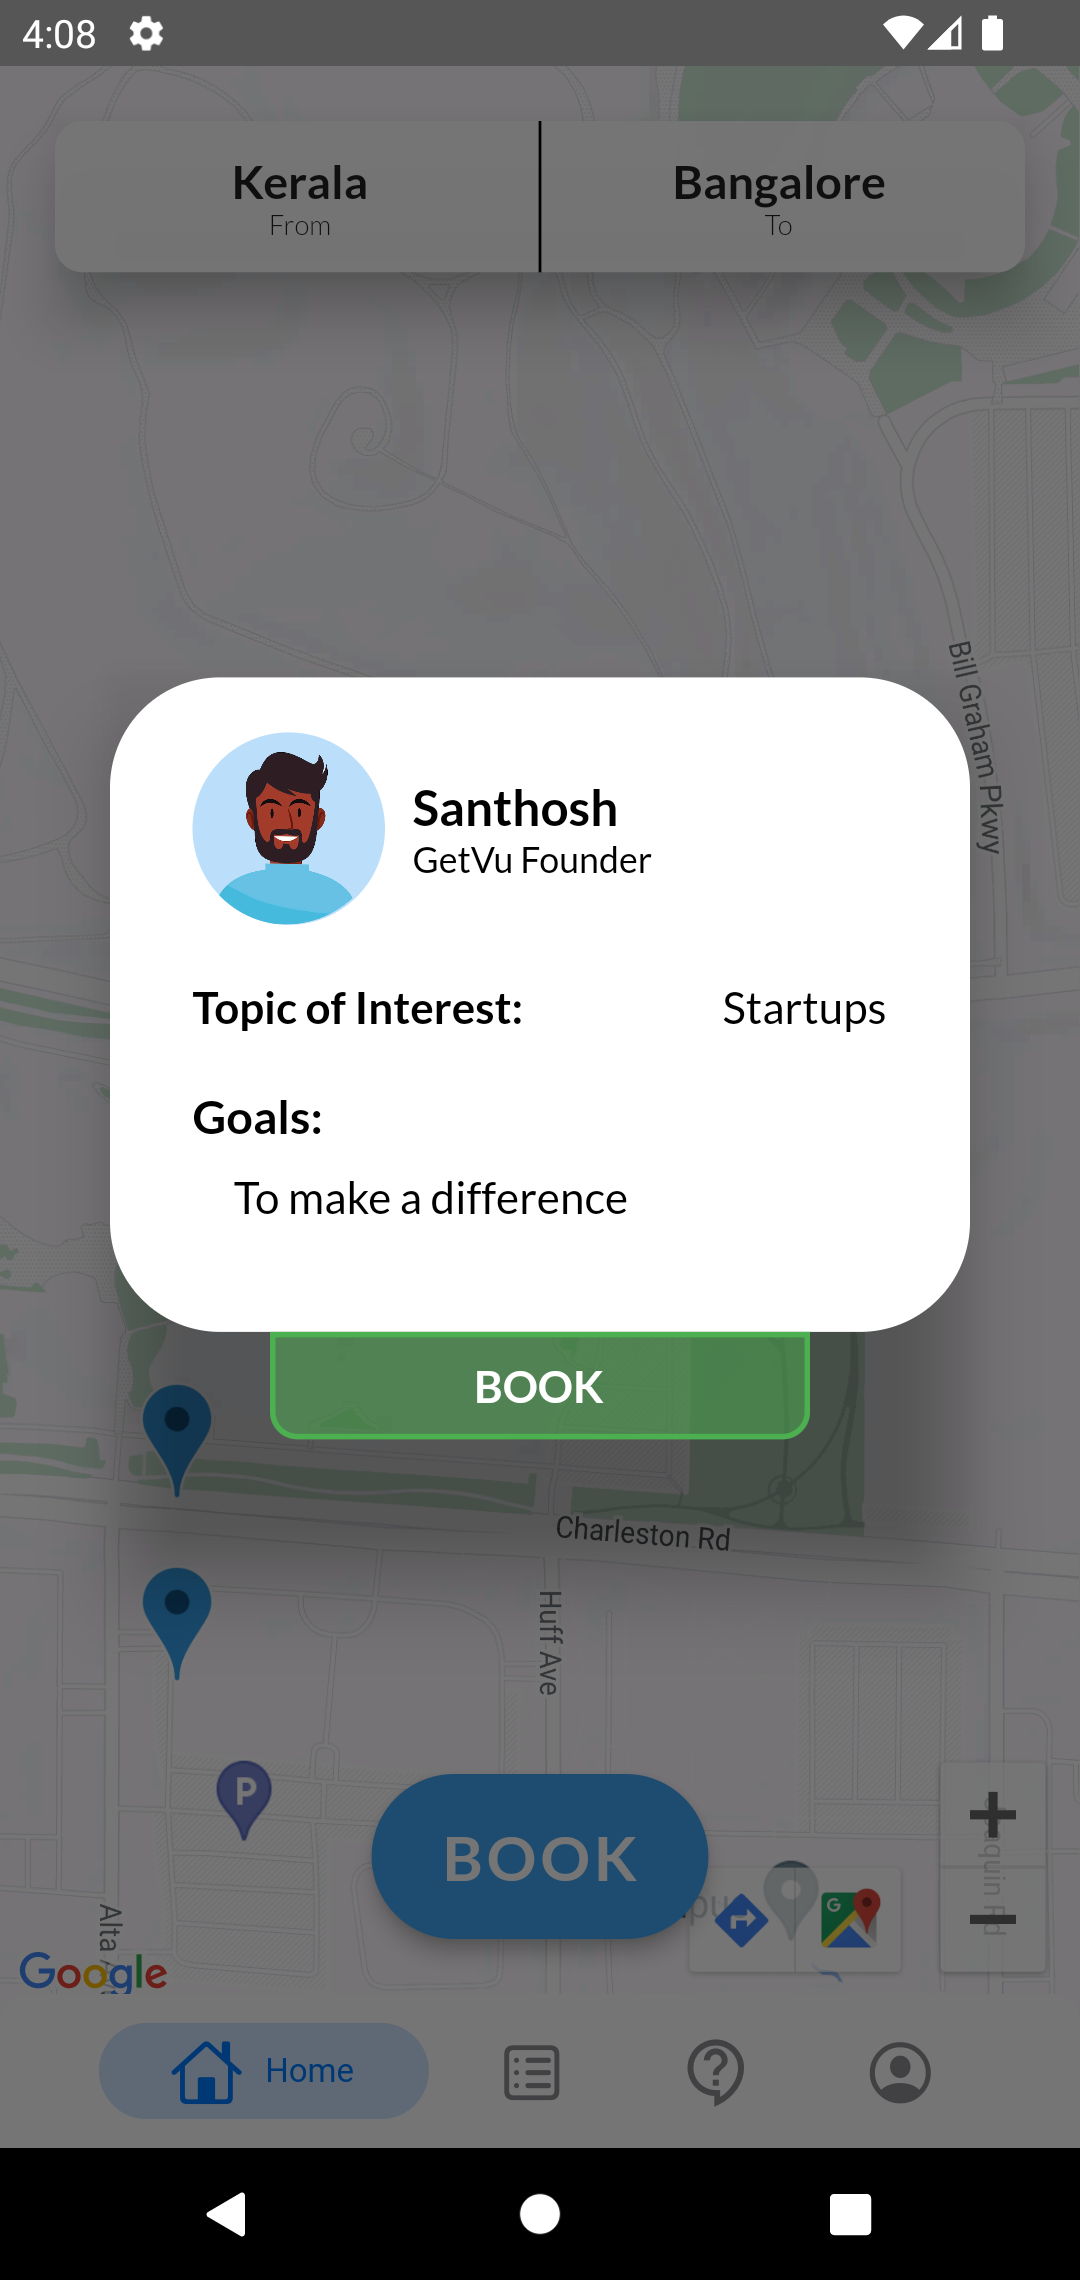 4:08
Kerala
From
Bangalore
To
Bill Graham Pkwy
Santhosh
GetVu Founder
Topic of Interest:
Startups
Goals:
To make a difference
BOOK
Charleston Rd
Huff Ave
P
BOOK
Alta
Google
G
Home